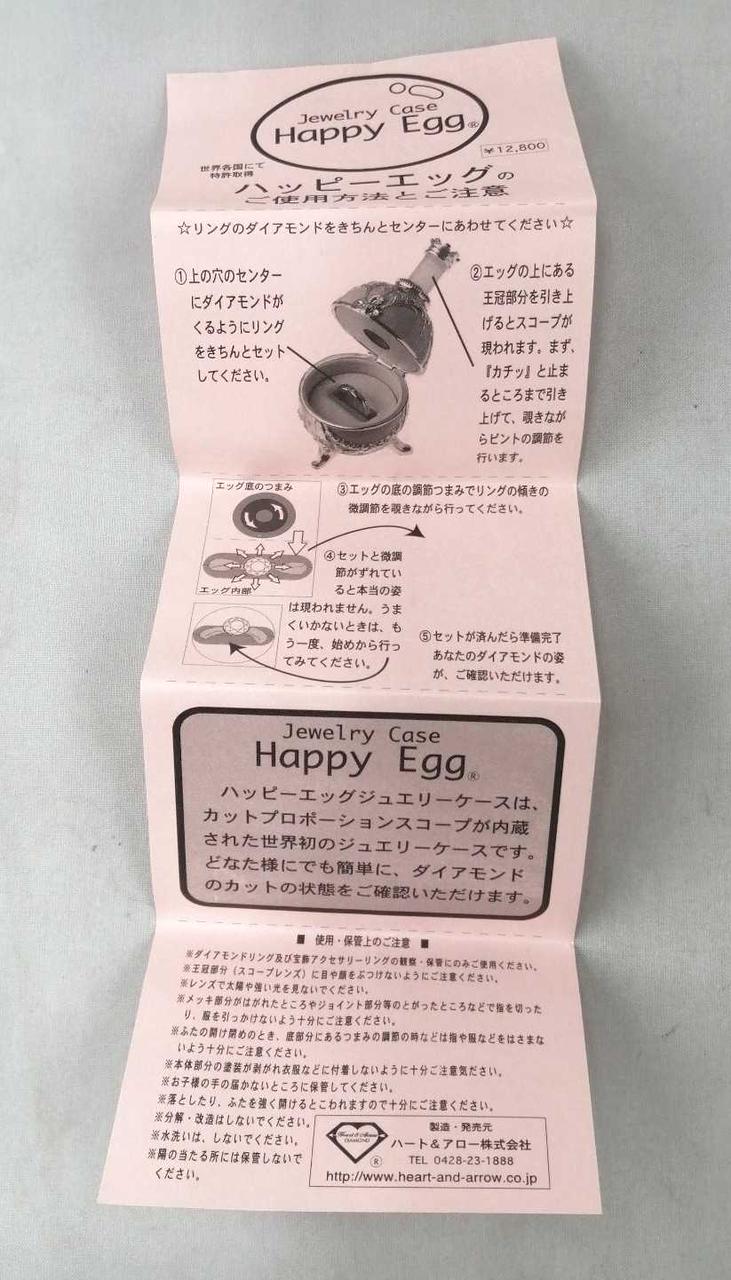 Jewelry Case
Happy Egg®
¥12,800
世界各国にて
特許取得
ハッピーエッグの
ご使用方法とご注意
☆リングのダイアモンドをきちんとセンターにあわせてください☆
①上の穴のセンター
にダイアモンドが
くるようにリング
をきちんとセット
してください。
②エッグの上にある
王冠部分を引き上
げるとスコープが
現われます。まず、
『カチッ』と止ま
るところまで引き
上げて、覗きなが
らピントの調節を
行います。
エッグ底のつまみ
③エッグの底の調節つまみでリングの傾きの
微調節を覗きながら行ってください。
エッグ内部
④セットと微調
節がずれてい
ると本当の姿
は現われません。うま
くいかないときは、も
う一度、始めから行っ
てみてください。
⑤セットが済んだら準備完了
あなたのダイアモンドの姿
が、ご確認いただけます。
Jewelry Case
Happy Egg®
ハッピーエッグジュエリーケースは、
カットプロポーションスコープが内蔵
された世界初のジュエリーケースです。
どなた様にでも簡単に、ダイアモンド
のカットの状態をご確認いただけます。
■ 使用・保管上のご注意 ■
※ダイアモンドリング及び宝飾アクセサリーリングの観察・保管にのみご使用ください。
※王冠部分（スコープレンズ）に目や顔をぶつけないようにご注意ください。
※レンズで太陽や強い光を見ないでください。
※メッキ部分がはがれたところやジョイント部分等のとがったところなどで指を切った
り、服を引っかけないよう十分にご注意ください。
※ふたの開け閉めのとき、底部分にあるつまみの調節の時などは指や服などをはさまな
いよう十分にご注意ください。
※本体部分の塗装が剥がれ衣服などに付着しないように十分ご注意気ださい。
※お子様の手の届かないところに保管してください。
※落としたり、ふたを強く開けるとこわれますので十分にご注意ください。
※分解・改造はしないでください。
※水洗いは、しないでください。
※陽の当たる所には保管しないで
ください。
Heart & Arrow
DIAMOND
®
製造・発売元
ハート＆アロー株式会社
TEL 0428-23-1888
http://www.heart-and-arrow.co.jp